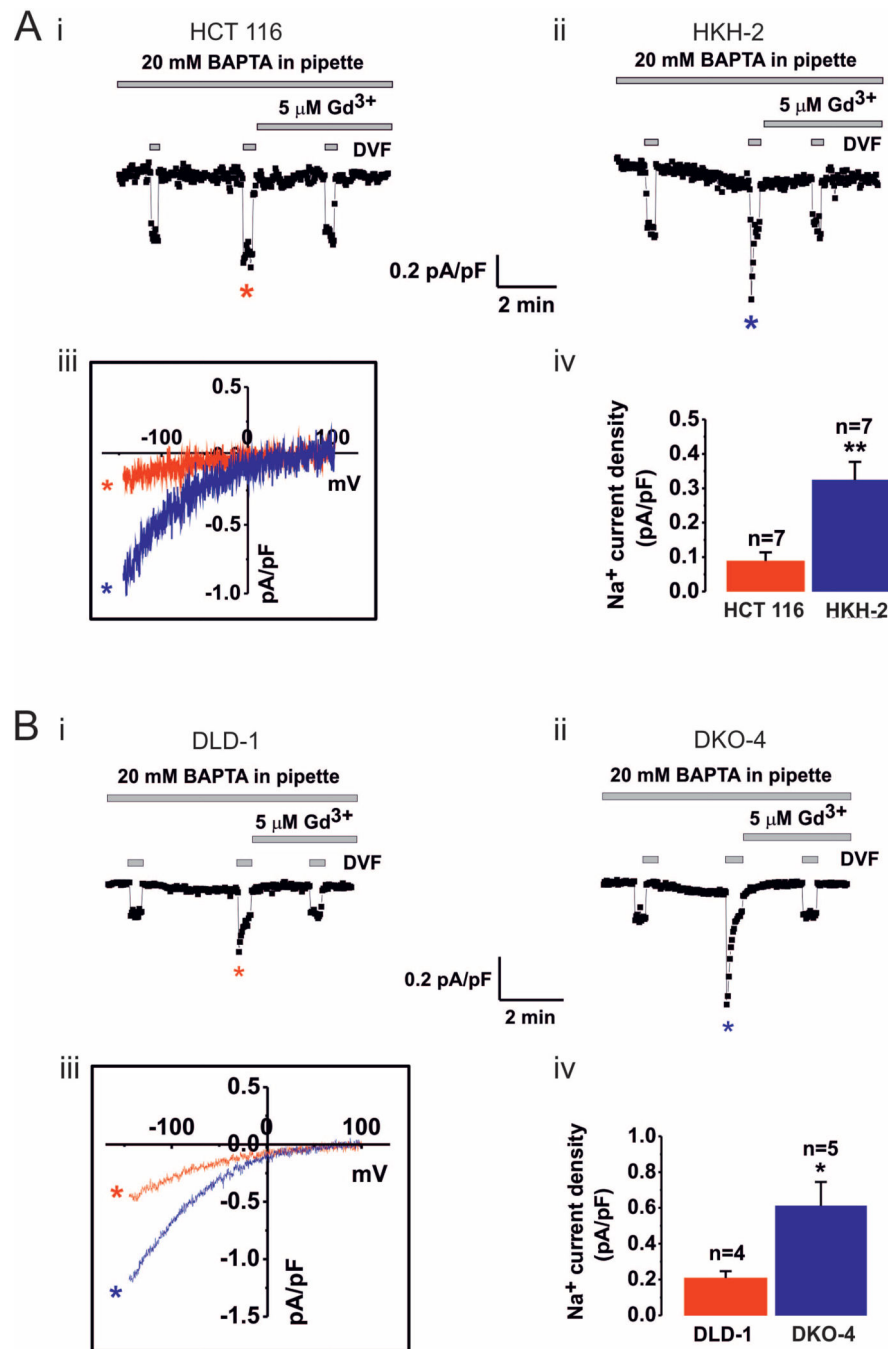 A
i
HCT 116
20 mM BAPTA in pipette
5 μM Gd3+
DVF
*
ii
HKH-2
20 mM BAPTA in pipette
5 μM Gd3+
DVF
*
0.2 pA/pF
2 min
iii
0.5
-100
0
100
0.0
mV
-0.5
-1.0
pA/pF
*
*
iv
Na+ current density
(pA/pF)
0.5
0.4
0.3
0.2
0.1
0.0
n=7
n=7
**
HCT 116
HKH-2
B
i
DLD-1
20 mM BAPTA in pipette
5 μM Gd3+
DVF
*
ii
DKO-4
20 mM BAPTA in pipette
5 μM Gd3+
DVF
*
0.2 pA/pF
2 min
iii
0.5
-100
0
100
0.0
mV
-0.5
-1.0
-1.5
pA/pF
*
*
iv
Na+ current density
(pA/pF)
1.0
0.8
0.6
0.4
0.2
0.0
n=4
n=5
*
DLD-1
DKO-4